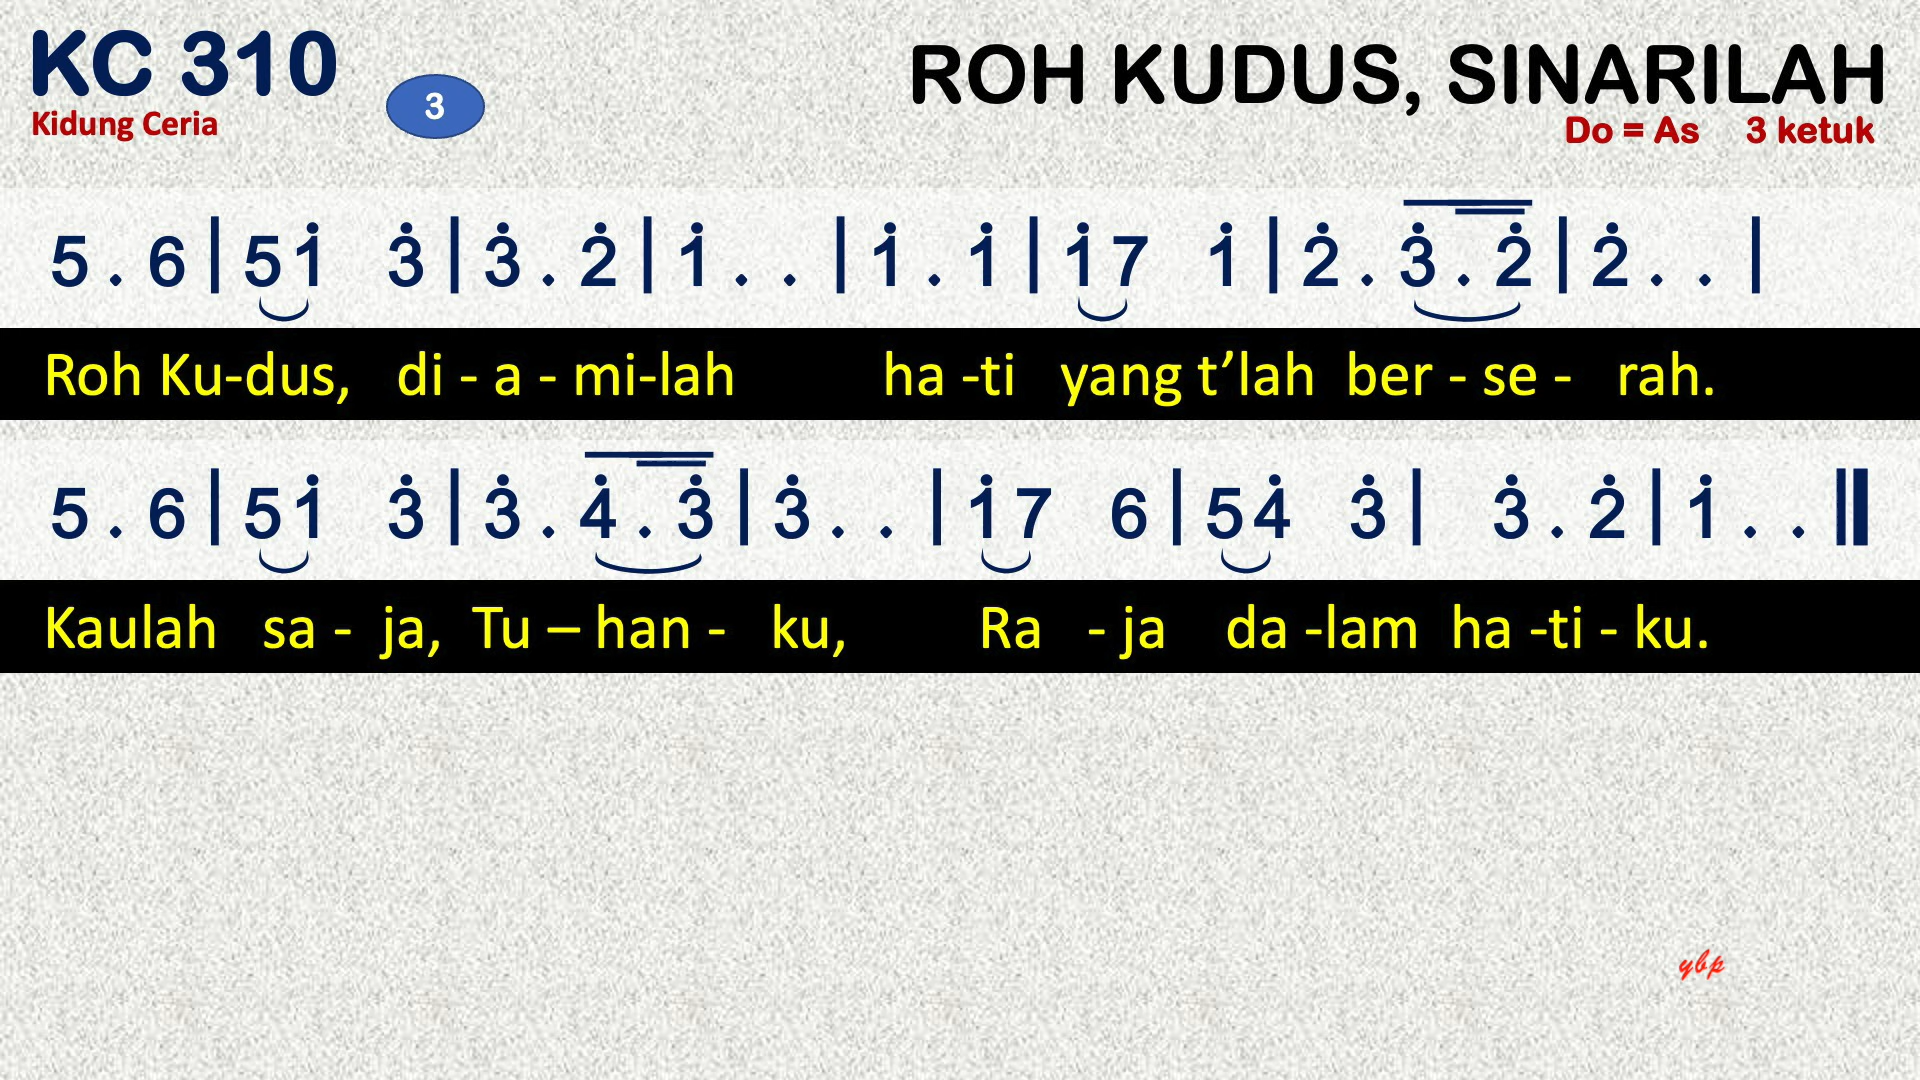 KC 310
Kidung Ceria
3
ROH KUDUS, SINARILAH
Do = As 3 ketuk
5 . 6 | 5 1̇ 3̇ | 3̇ . 2̇ | 1̇ . . | 1̇ . 1̇ | 1̇ 7 1̇ | 2̇ . 3̇ . 2̇ | 2̇ . . |
Roh Ku-dus, di - a - mi-lah ha -ti yang t’lah ber - se - rah.
5 . 6 | 5 1̇ 3̇ | 3̇ . 4̇ . 3̇ | 3̇ . . | 1̇ 7 6 | 5 4̇ 3̇ | 3̇ . 2̇ | 1̇ . . ||
Kaulah sa - ja, Tu – han - ku, Ra - ja da -lam ha -ti - ku.
ybp